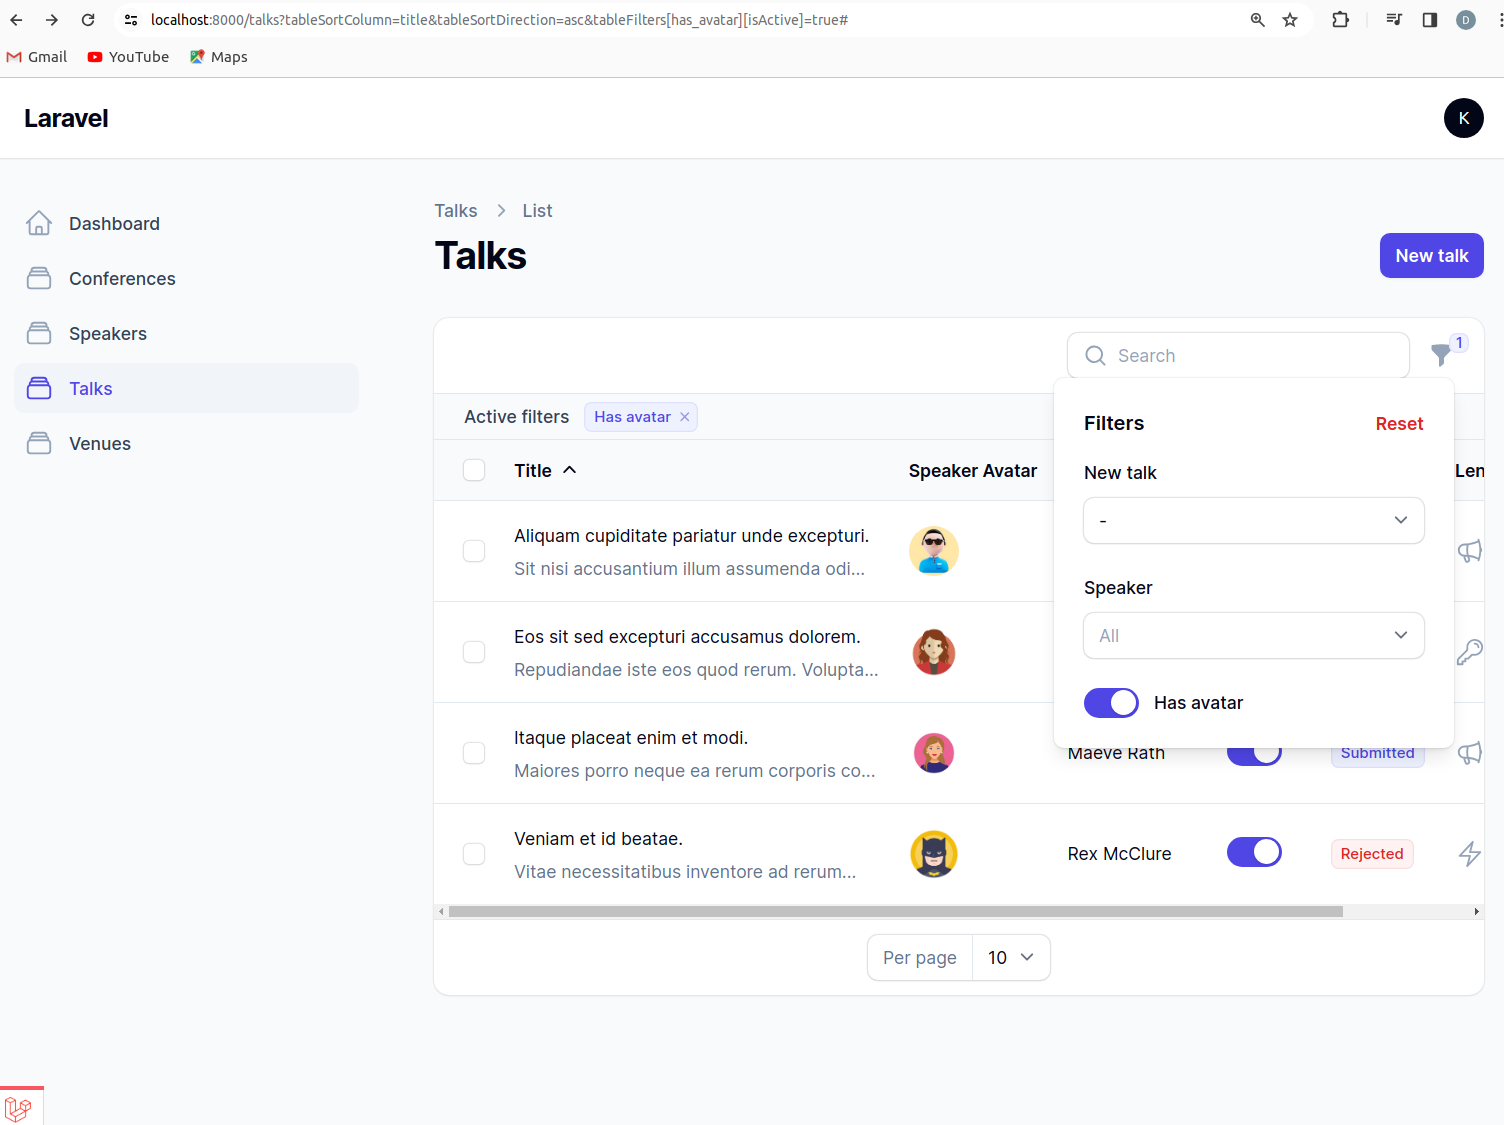 localhost:8000/talks?tableSortColumn=title&tableSortDirection=asc&tableFilters[has_avatar][isActive]=true#
D
Gmail YouTube Maps
Laravel
K
Dashboard
Conferences
Speakers
Talks
Venues
Talks List
Talks
New talk
Search
1
Active filters Has avatar
Title Speaker Avatar Len
Filters Reset
New talk
-
Speaker
All
Has avatar
Aliquam cupiditate pariatur unde excepturi.
Sit nisi accusantium illum assumenda odi...
Eos sit sed excepturi accusamus dolorem.
Repudiandae iste eos quod rerum. Volupta...
Itaque placeat enim et modi.
Maiores porro neque ea rerum corporis co...
Maeve Rath Submitted
Veniam et id beatae.
Vitae necessitatibus inventore ad rerum...
Rex McClure Rejected
Per page 10